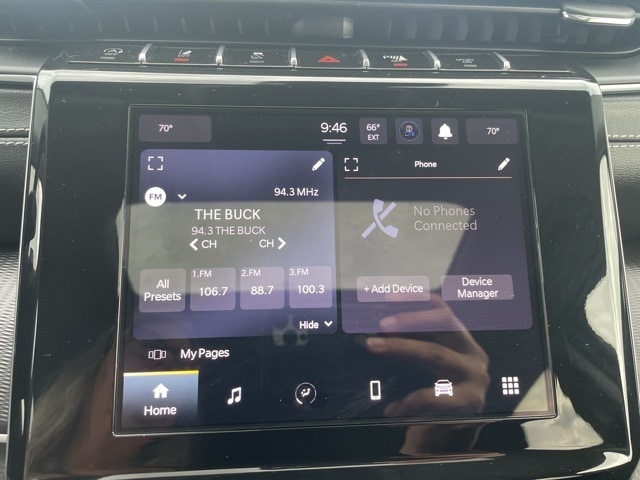 70°
9:46
66°
EXT
70°
FM
94.3 MHz
THE BUCK
94.3 THE BUCK
CH
CH
All
Presets
1.FM
106.7
2.FM
88.7
3.FM
100.3
Hide
Phone
No Phones
Connected
+ Add Device
Device
Manager
My Pages
Home